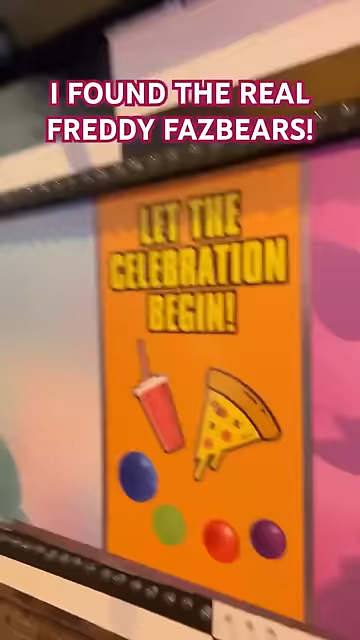 I FOUND THE REAL
FREDDY FAZBEARS!
LET THE
CELEBRATION
BEGIN!